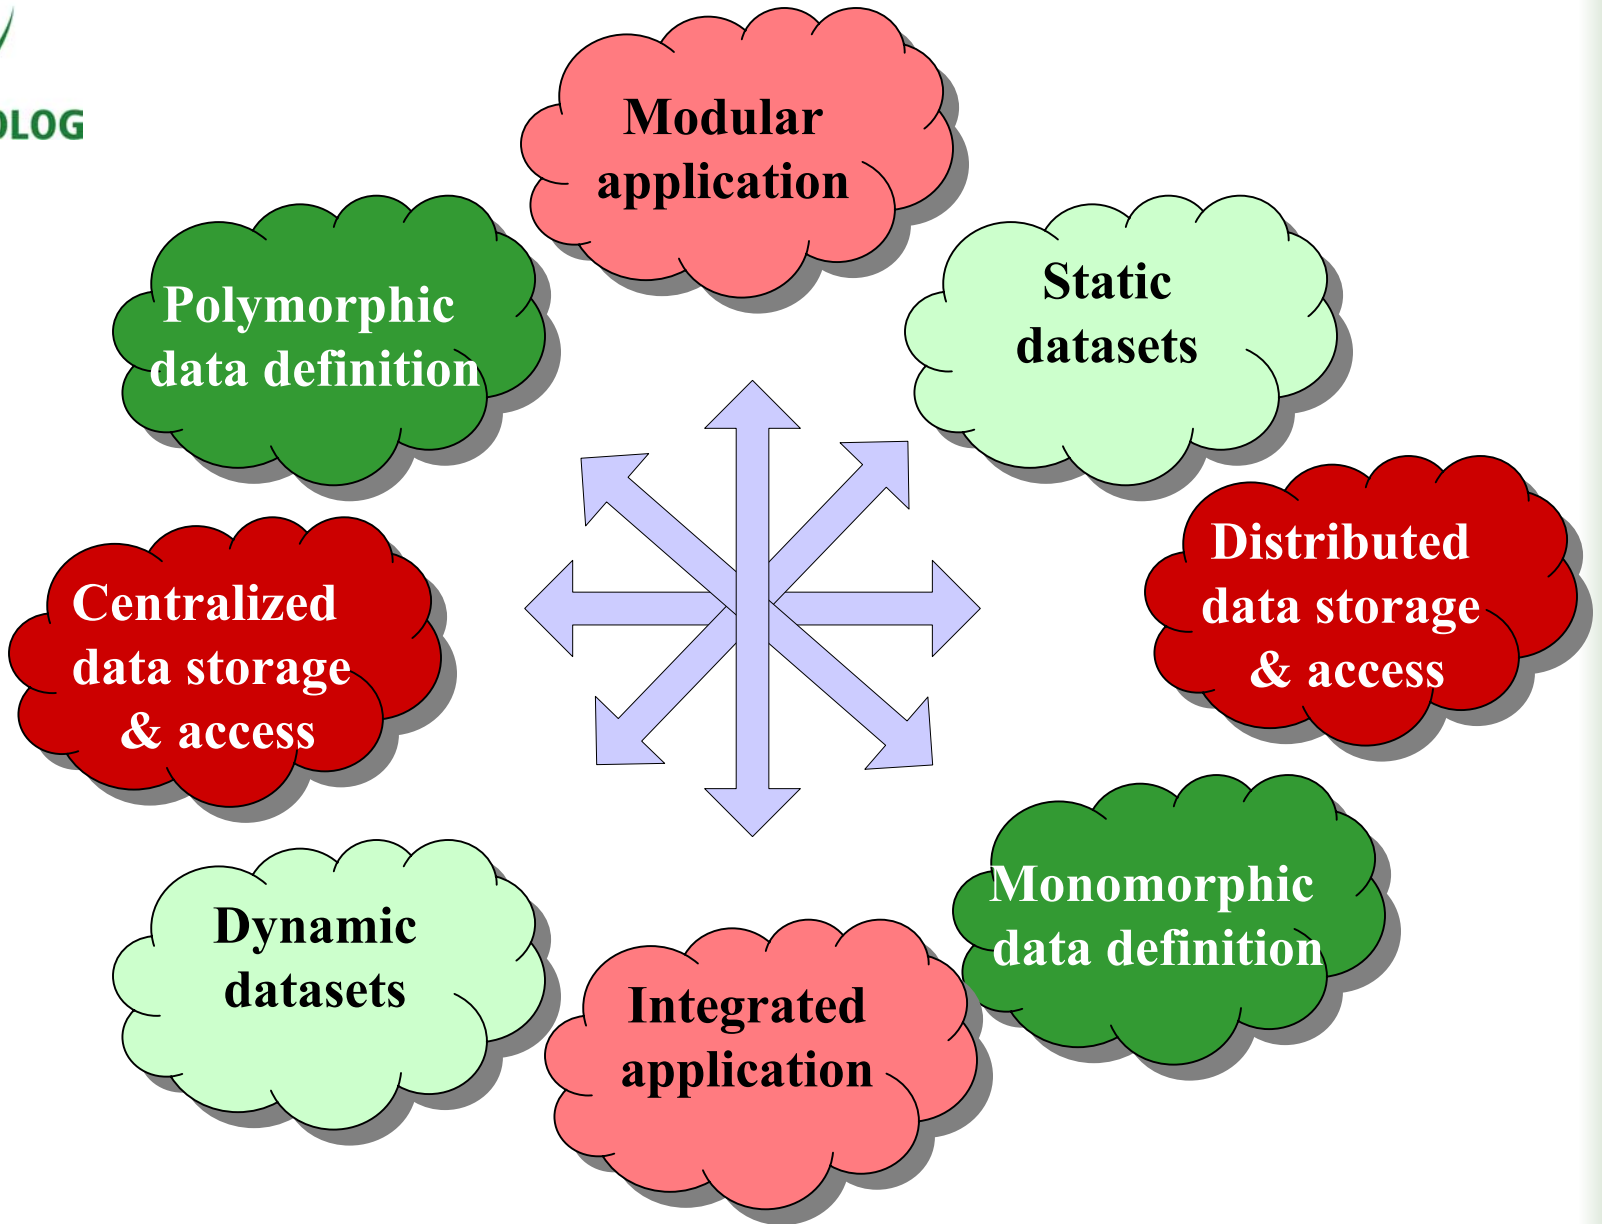 OLOG
Modular
application
Polymorphic
data definition
Static
datasets
Centralized
data storage
& access
Distributed
data storage
& access
Dynamic
datasets
Monomorphic
data definition
Integrated
application